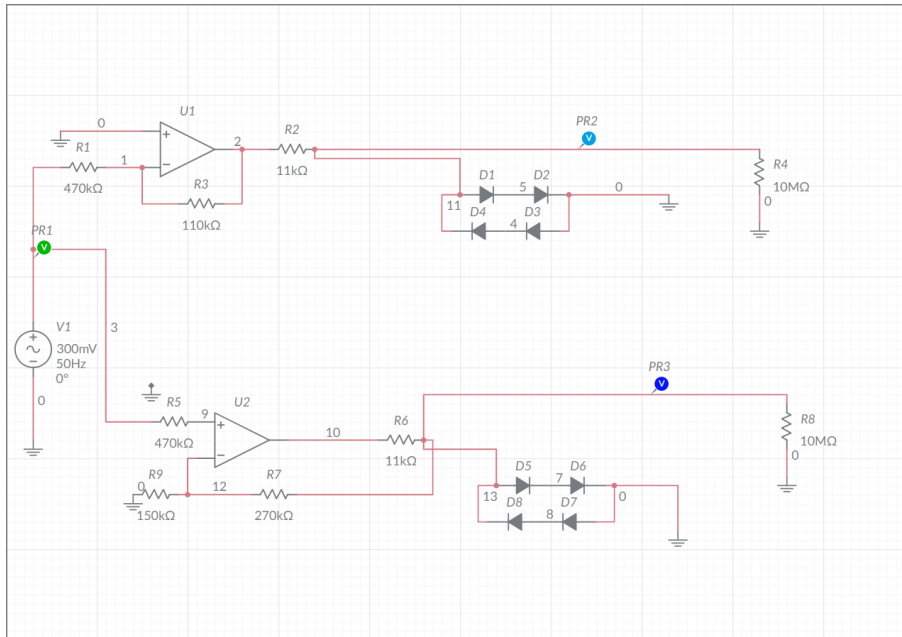 U1
0
R1
1
2
R2
PR2
470kΩ
R3
110kΩ
11kΩ
R4
10MΩ
0
D1
5
D2
0
11
D4
4
D3
PR1
V
V
V1
300mV
50Hz
0°
0
3
R5
9
U2
470kΩ
R9
0
150kΩ
12
R7
270kΩ
10
R6
11kΩ
PR3
V
R8
10MΩ
0
D5
7
D6
13
0
D8
8
D7